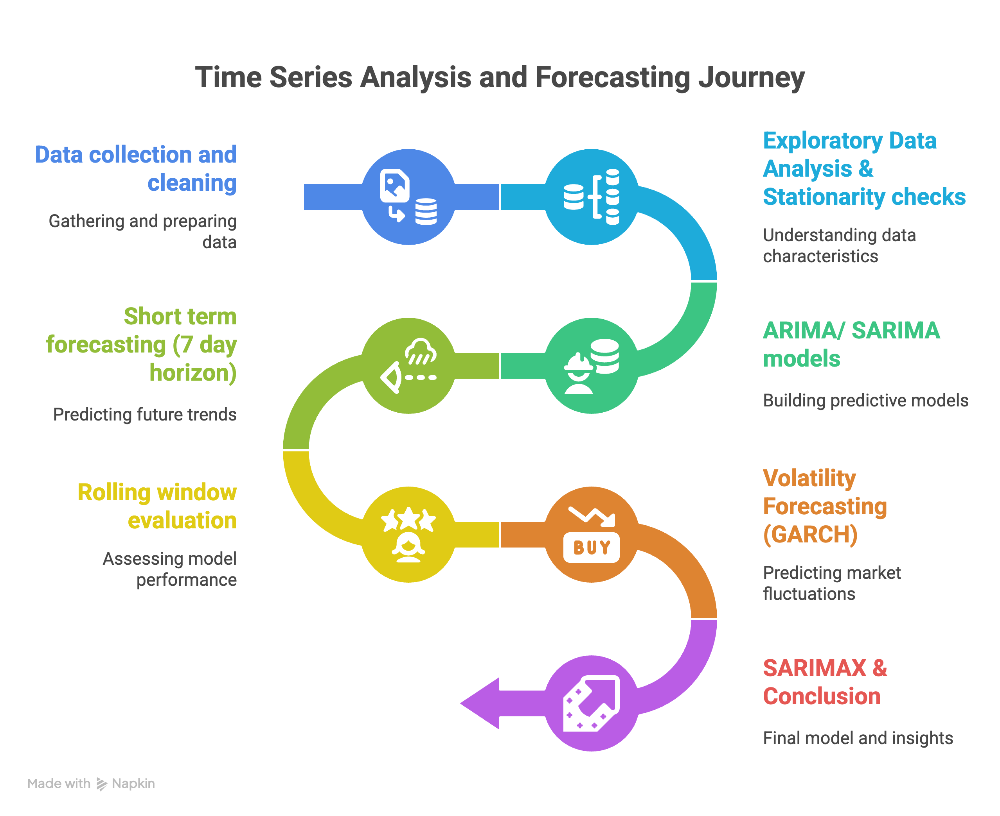 Time Series Analysis and Forecasting Journey
Data collection and
cleaning
Gathering and preparing
data
Exploratory Data
Analysis &
Stationarity checks
Understanding data
characteristics
ARIMA/ SARIMA
models
Building predictive models
Short term
forecasting (7 day
horizon)
Predicting future trends
Rolling window
evaluation
Assessing model
performance
BUY
Volatility
Forecasting
(GARCH)
Predicting market
fluctuations
SARIMAX &
Conclusion
Final model and insights
Made with Napkin